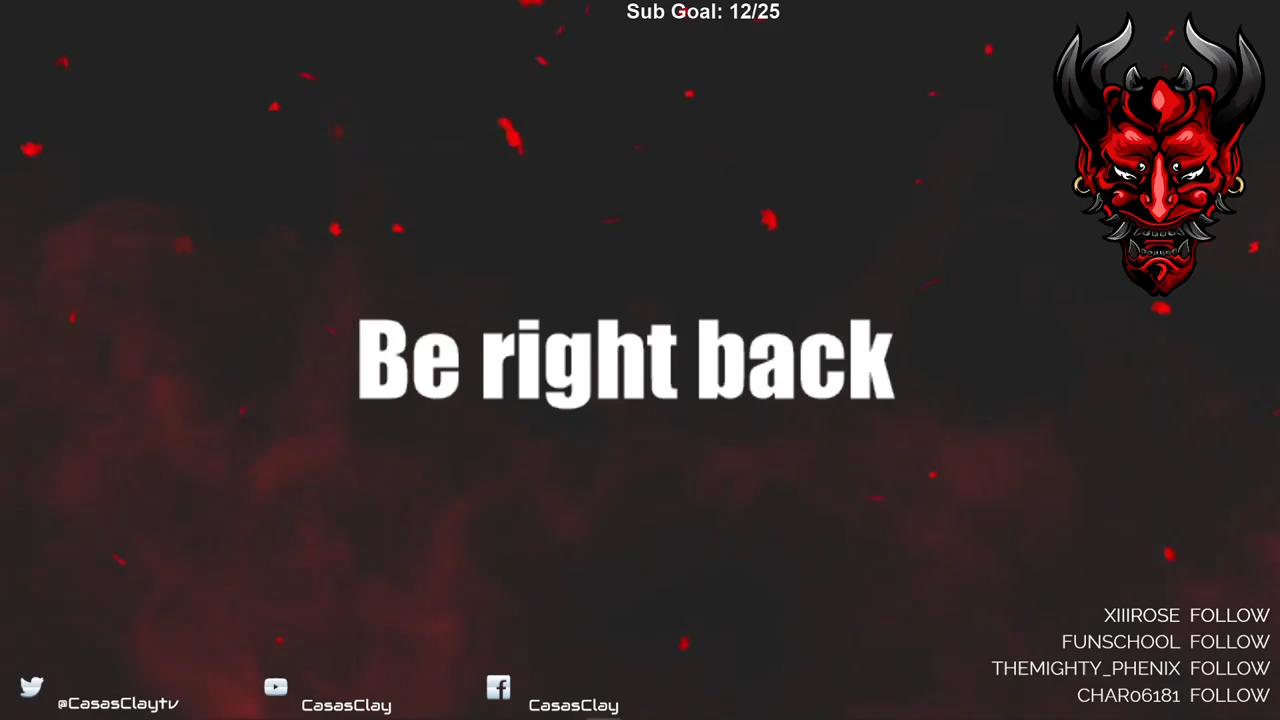 Sub Goal: 12/25
Be right back
XIIIROSE FOLLOW
FUNSCHOOL FOLLOW
THEMIGHTY_PHENIX FOLLOW
CHAR06181 FOLLOW
@CasasClaytv
CasasClay
CasasClay